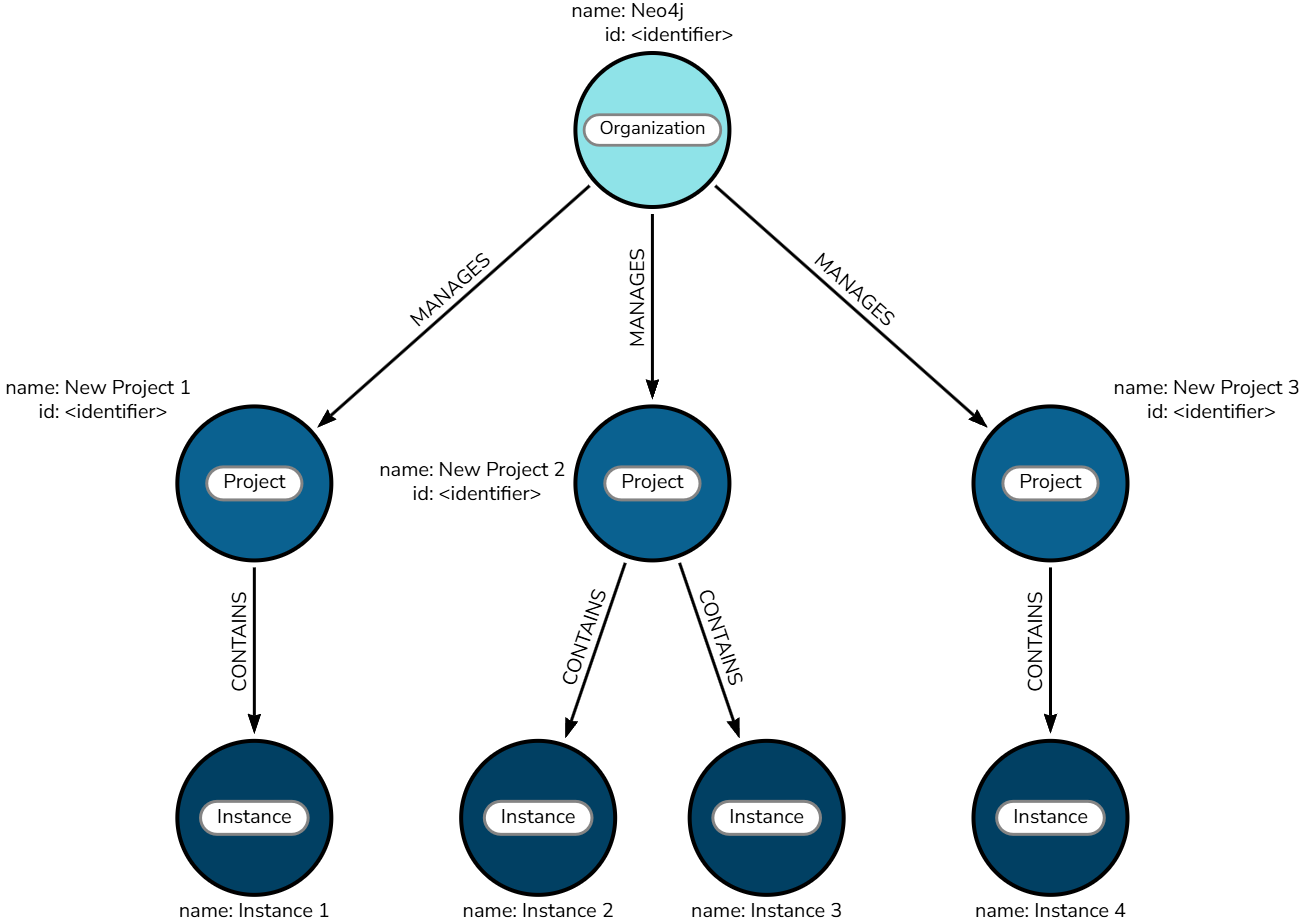 name: Neo4j
id: <identifier>
Organization
MANAGES
MANAGES
MANAGES
name: New Project 1
id: <identifier>
Project
name: New Project 2
id: <identifier>
Project
name: New Project 3
id: <identifier>
Project
CONTAINS
CONTAINS
CONTAINS
CONTAINS
Instance
Instance
Instance
Instance
name: Instance 1
name: Instance 2
name: Instance 3
name: Instance 4